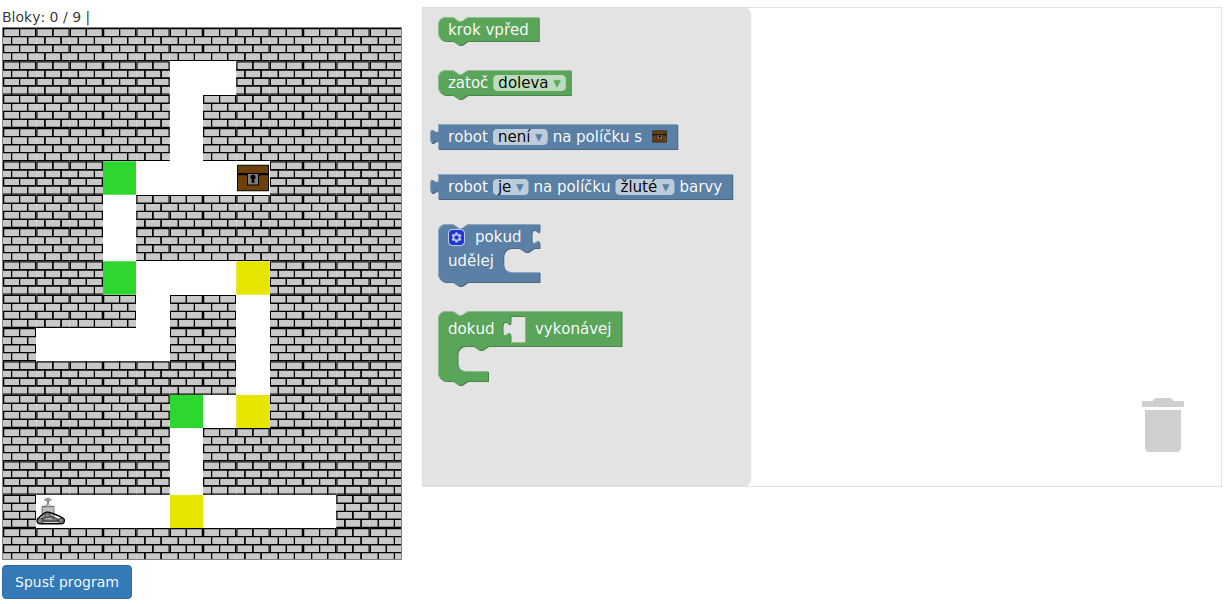 Bloky: 0 / 9 |
krok vpřed
zatoč doleva ▾
robot není ▾ na políčku s
robot je ▾ na políčku žluté ▾ barvy
pokud
udělej
dokud vykonávej
Spusť program